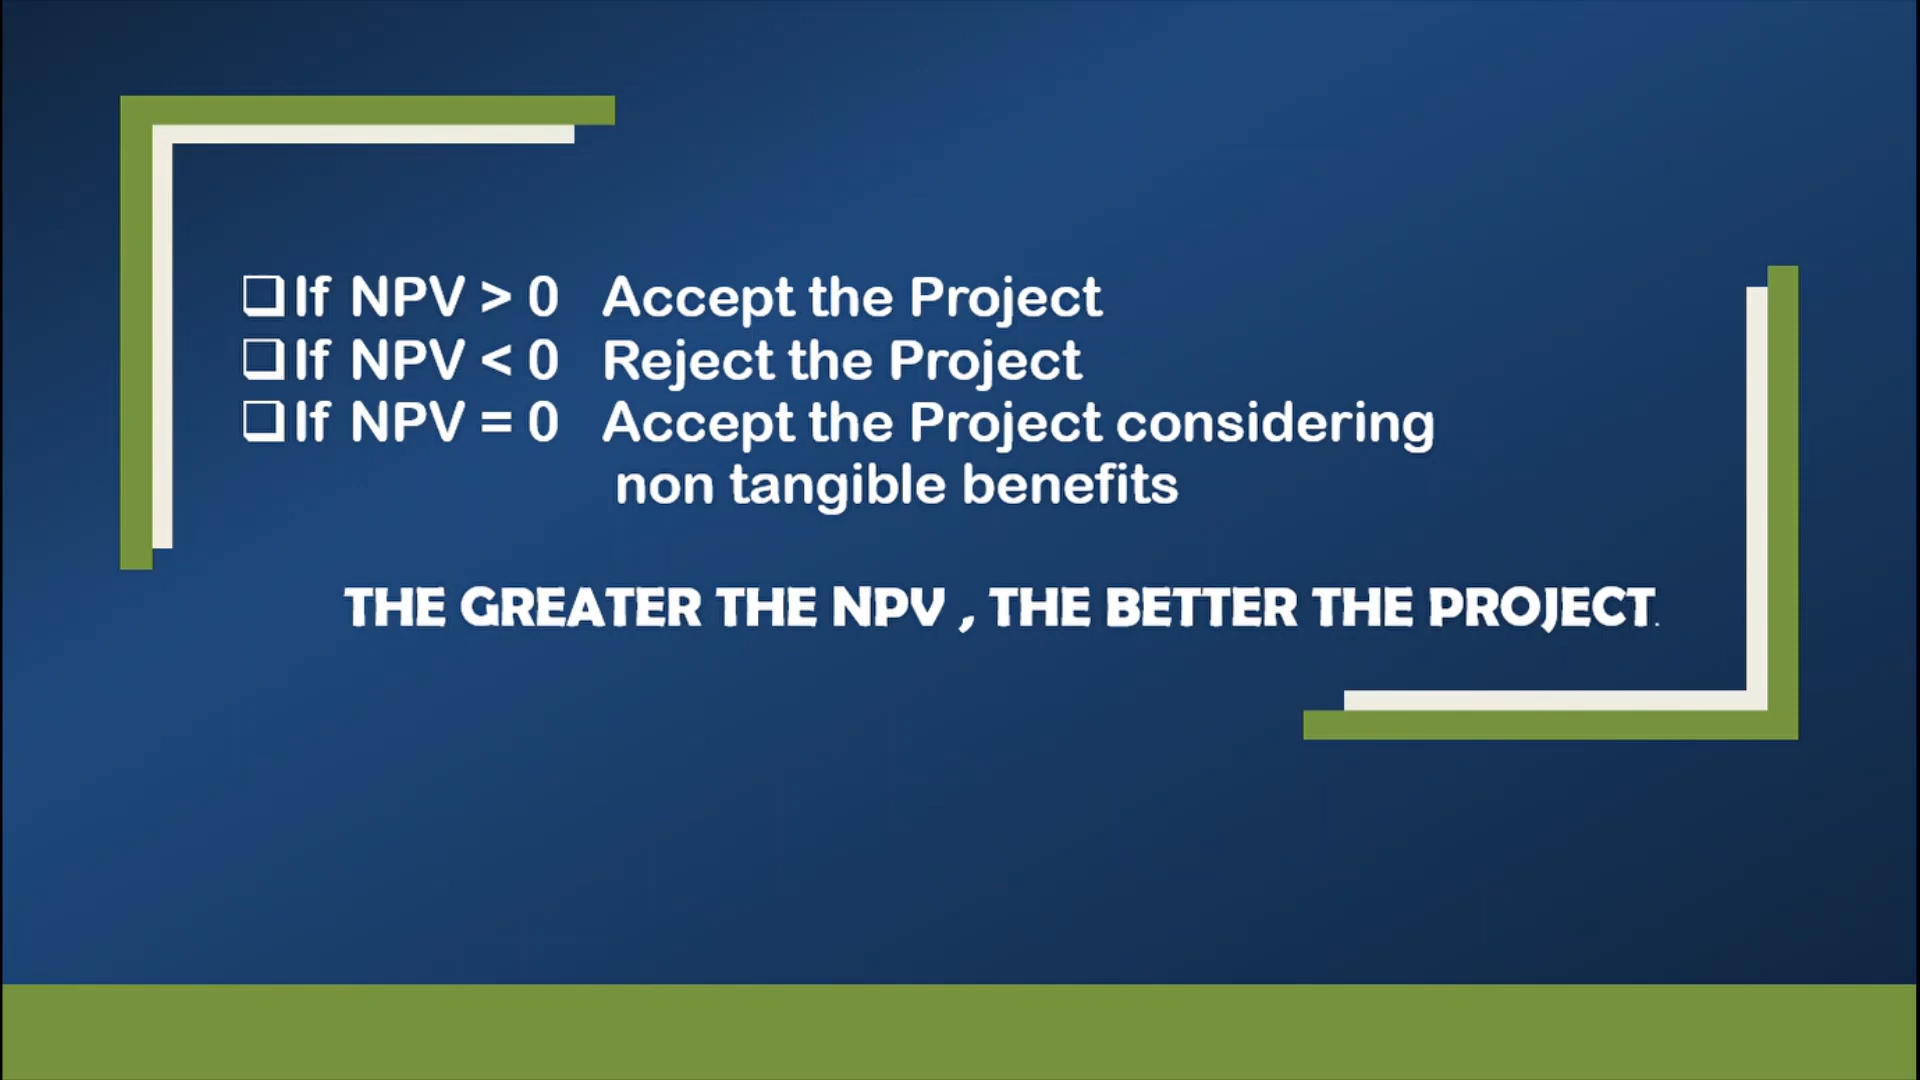 ❑If NPV > 0 Accept the Project
❑If NPV < 0 Reject the Project
❑If NPV = 0 Accept the Project considering
non tangible benefits
THE GREATER THE NPV , THE BETTER THE PROJECT.